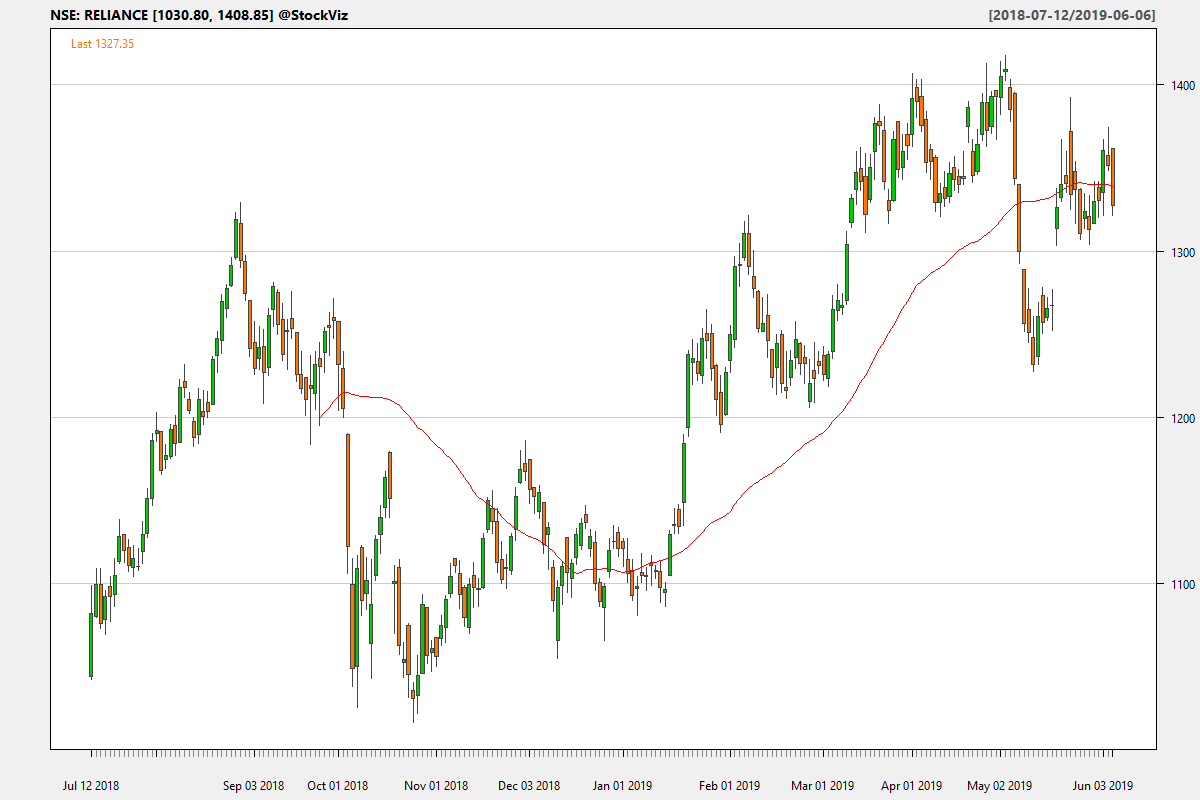 NSE: RELIANCE [1030.80, 1408.85] @StockViz
[2018-07-12/2019-06-06]
Last 1327.35
1400
1300
1200
1100
Jul 12 2018
Sep 03 2018
Oct 01 2018
Nov 01 2018
Dec 03 2018
Jan 01 2019
Feb 01 2019
Mar 01 2019
Apr 01 2019
May 02 2019
Jun 03 2019